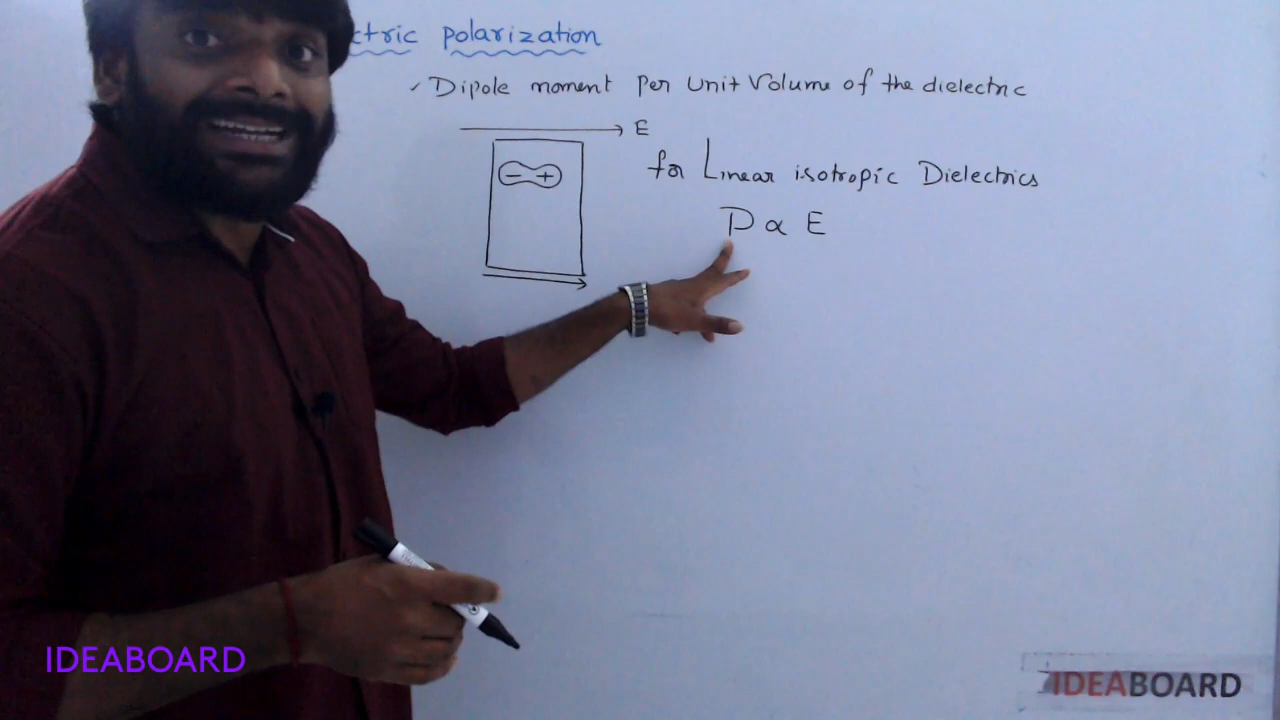 ctric polarization
✓ Dipole moment Per Unit Volume of the dielectric
E
for Linear isotropic Dielectrics
− +
P ∝ E
IDEABOARD
IDEABOARD